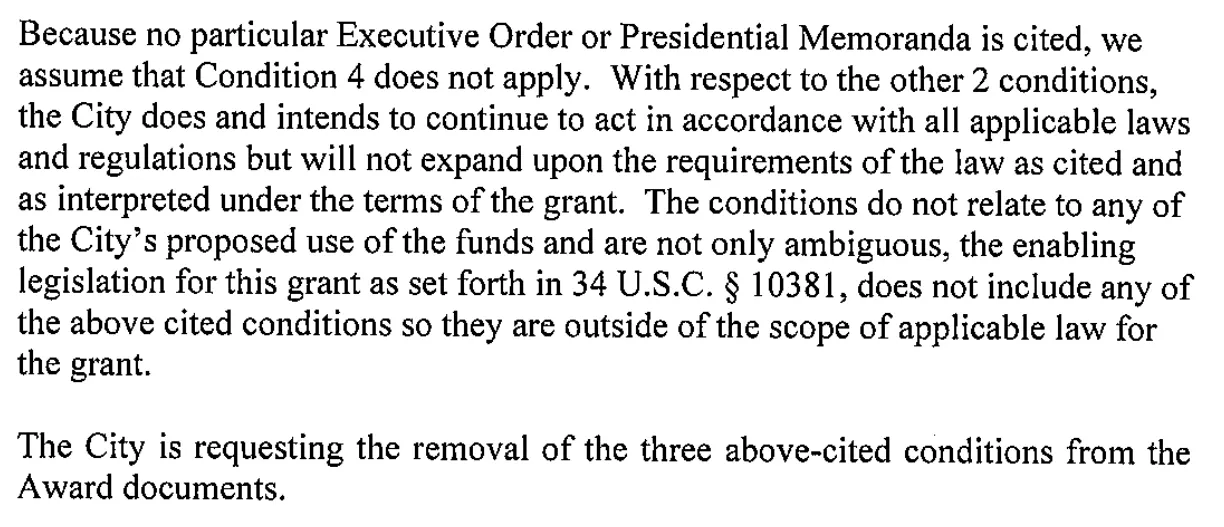 Because no particular Executive Order or Presidential Memoranda is cited, we
assume that Condition 4 does not apply.  With respect to the other 2 conditions,
the City does and intends to continue to act in accordance with all applicable laws
and regulations but will not expand upon the requirements of the law as cited and
as interpreted under the terms of the grant.  The conditions do not relate to any of
the City's proposed use of the funds and are not only ambiguous, the enabling
legislation for this grant as set forth in 34 U.S.C. § 10381, does not include any of
the above cited conditions so they are outside of the scope of applicable law for
the grant.
The City is requesting the removal of the three above-cited conditions from the
Award documents.